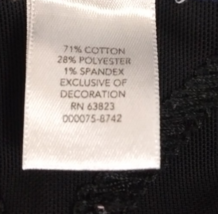 71% COTTON
28% POLYESTER
1% SPANDEX
EXCLUSIVE OF
DECORATION
RN 63823
000075-8742